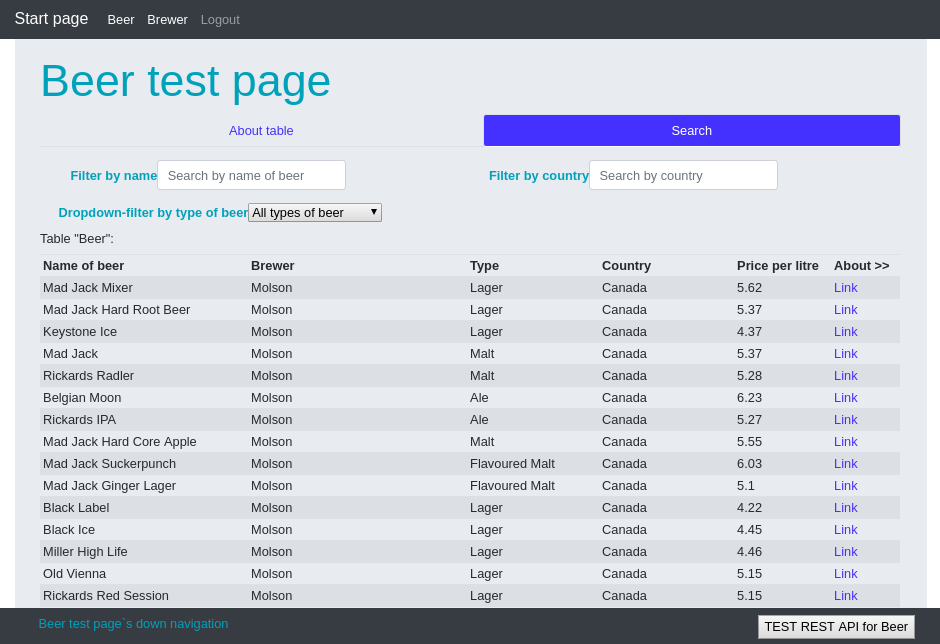 Start page Beer Brewer Logout
Beer test page
About table Search
Filter by name Search by name of beer Filter by country Search by country
Dropdown-filter by type of beer All types of beer
Table "Beer":
Name of beer Brewer Type Country Price per litre About >>
Mad Jack Mixer Molson Lager Canada 5.62 Link
Mad Jack Hard Root Beer Molson Lager Canada 5.37 Link
Keystone Ice Molson Lager Canada 4.37 Link
Mad Jack Molson Malt Canada 5.37 Link
Rickards Radler Molson Malt Canada 5.28 Link
Belgian Moon Molson Ale Canada 6.23 Link
Rickards IPA Molson Ale Canada 5.27 Link
Mad Jack Hard Core Apple Molson Malt Canada 5.55 Link
Mad Jack Suckerpunch Molson Flavoured Malt Canada 6.03 Link
Mad Jack Ginger Lager Molson Flavoured Malt Canada 5.1 Link
Black Label Molson Lager Canada 4.22 Link
Black Ice Molson Lager Canada 4.45 Link
Miller High Life Molson Lager Canada 4.46 Link
Old Vienna Molson Lager Canada 5.15 Link
Rickards Red Session Molson Lager Canada 5.15 Link
Beer test page`s down navigation TEST REST API for Beer